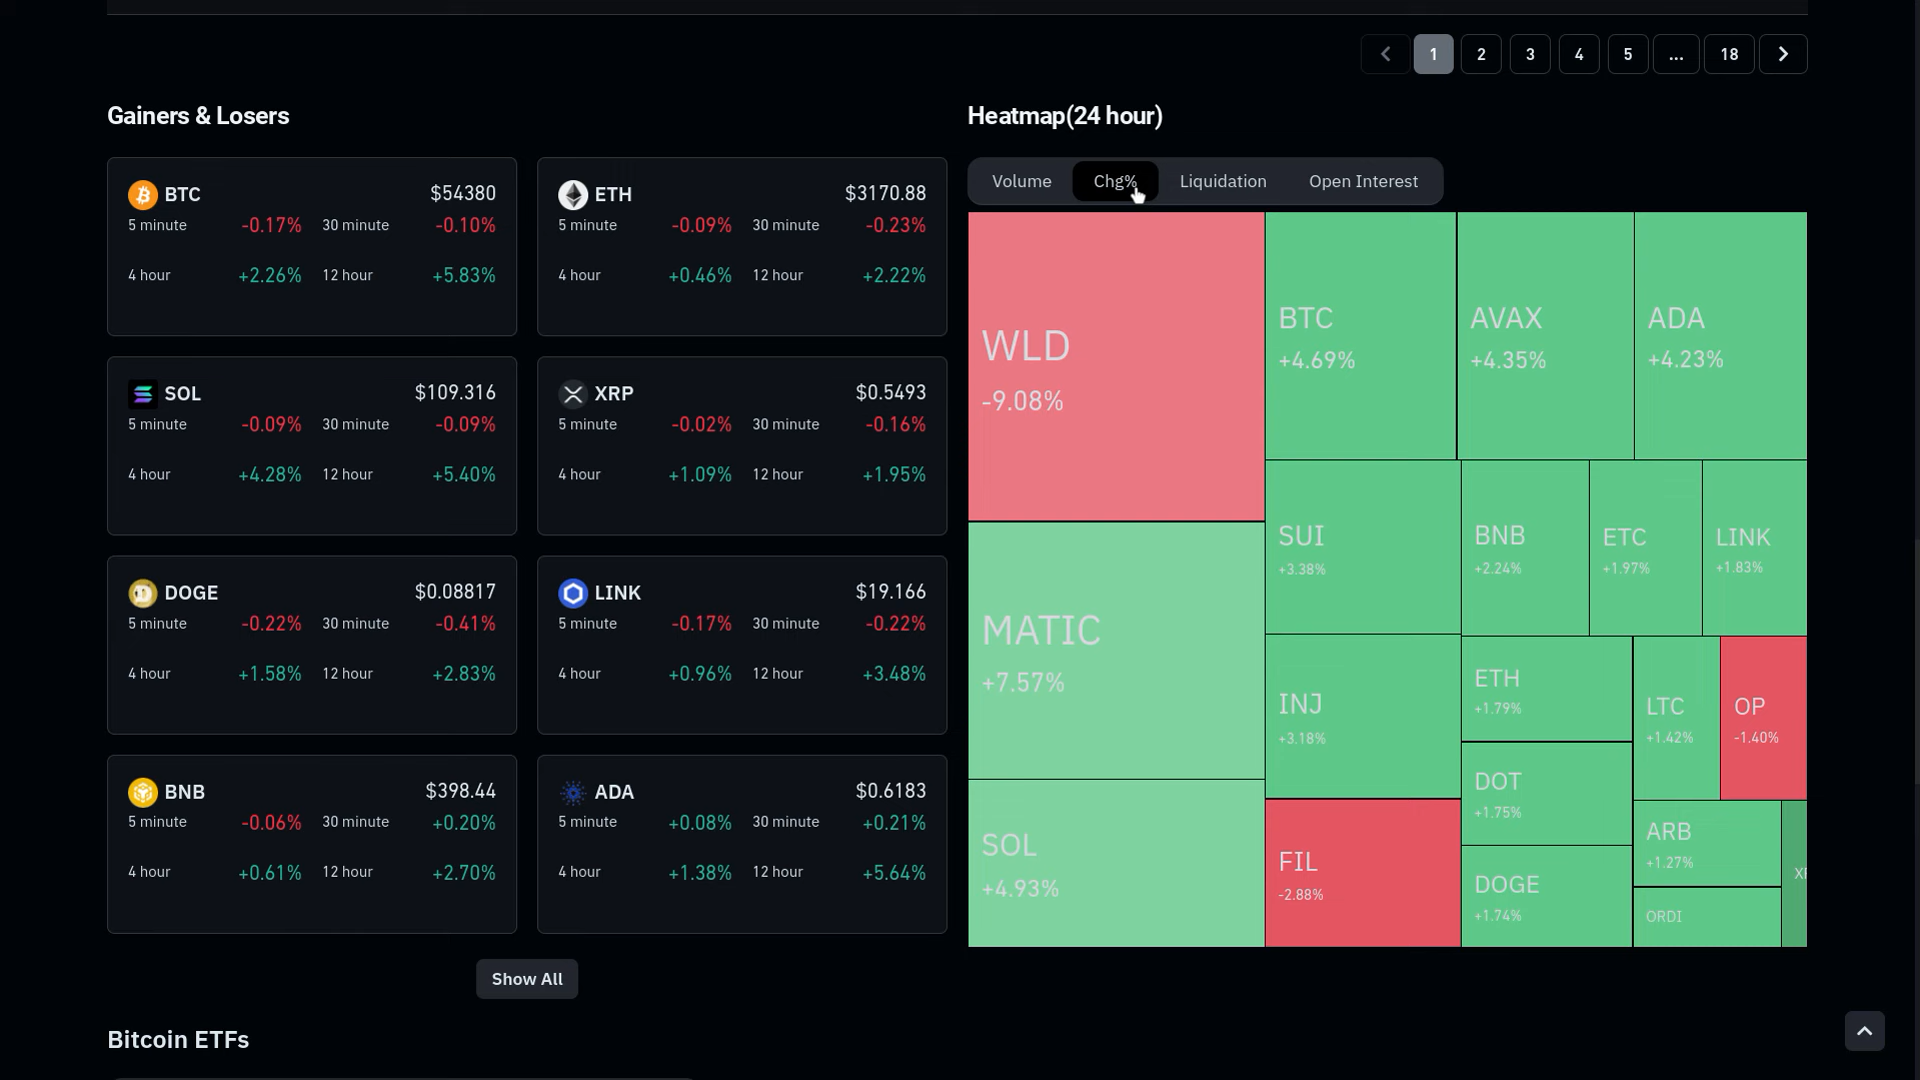 1 2 3 4 5 ... 18
Gainers & Losers
Heatmap(24 hour)
BTC $54380
5 minute -0.17% 30 minute -0.10%
4 hour +2.26% 12 hour +5.83%
ETH $3170.88
5 minute -0.09% 30 minute -0.23%
4 hour +0.46% 12 hour +2.22%
SOL $109.316
5 minute -0.09% 30 minute -0.09%
4 hour +4.28% 12 hour +5.40%
XRP $0.5493
5 minute -0.02% 30 minute -0.16%
4 hour +1.09% 12 hour +1.95%
DOGE $0.08817
5 minute -0.22% 30 minute -0.41%
4 hour +1.58% 12 hour +2.83%
LINK $19.166
5 minute -0.17% 30 minute -0.22%
4 hour +0.96% 12 hour +3.48%
BNB $398.44
5 minute -0.06% 30 minute +0.20%
4 hour +0.61% 12 hour +2.70%
ADA $0.6183
5 minute +0.08% 30 minute +0.21%
4 hour +1.38% 12 hour +5.64%
Show All
Volume Chg% Liquidation Open Interest
WLD
-9.08%
MATIC
+7.57%
SOL
+4.93%
BTC
+4.69%
AVAX
+4.35%
ADA
+4.23%
SUI
+3.38%
INJ
+3.18%
FIL
-2.88%
BNB
+2.24%
ETC
+1.97%
LINK
+1.83%
ETH
+1.79%
DOT
+1.75%
DOGE
+1.74%
LTC
+1.42%
OP
-1.40%
ARB
+1.27%
ORDI
Bitcoin ETFs